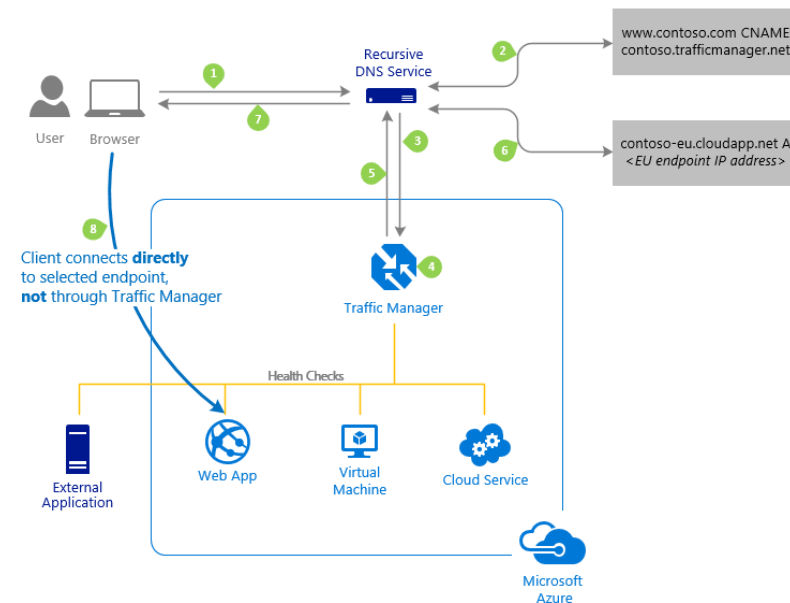 www.contoso.com CNAME
contoso.trafficmanager.net
Recursive
DNS Service
1
2
7
3
6
5
User
Browser
contoso-eu.cloudapp.net A
<EU endpoint IP address>
8
Client connects directly
to selected endpoint,
not through Traffic Manager
4
Traffic Manager
Health Checks
External
Application
Web App
Virtual
Machine
Cloud Service
Microsoft
Azure